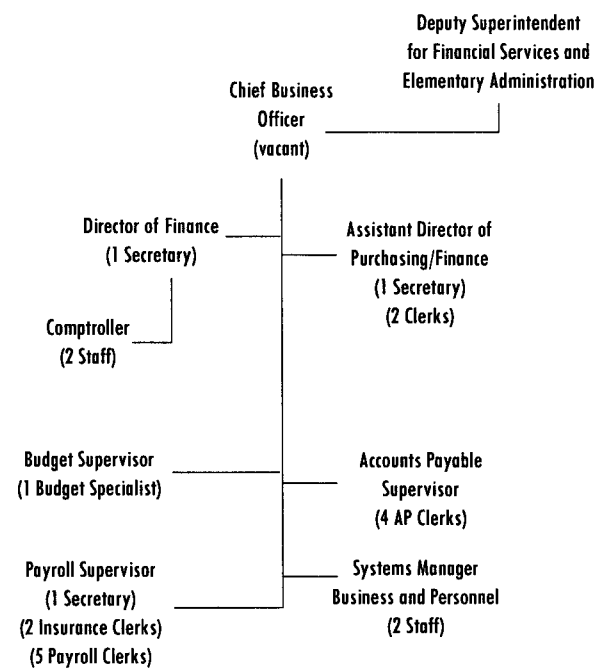 Deputy Superintendent
for Financial Services and
Elementary Administration
Chief Business
Officer
(vacant)
Director of Finance
(1 Secretary)
Assistant Director of
Purchasing/Finance
(1 Secretary)
(2 Clerks)
Comptroller
(2 Staff)
Budget Supervisor
(1 Budget Specialist)
Accounts Payable
Supervisor
(4 AP Clerks)
Payroll Supervisor
(1 Secretary)
(2 Insurance Clerks)
(5 Payroll Clerks)
Systems Manager
Business and Personnel
(2 Staff)